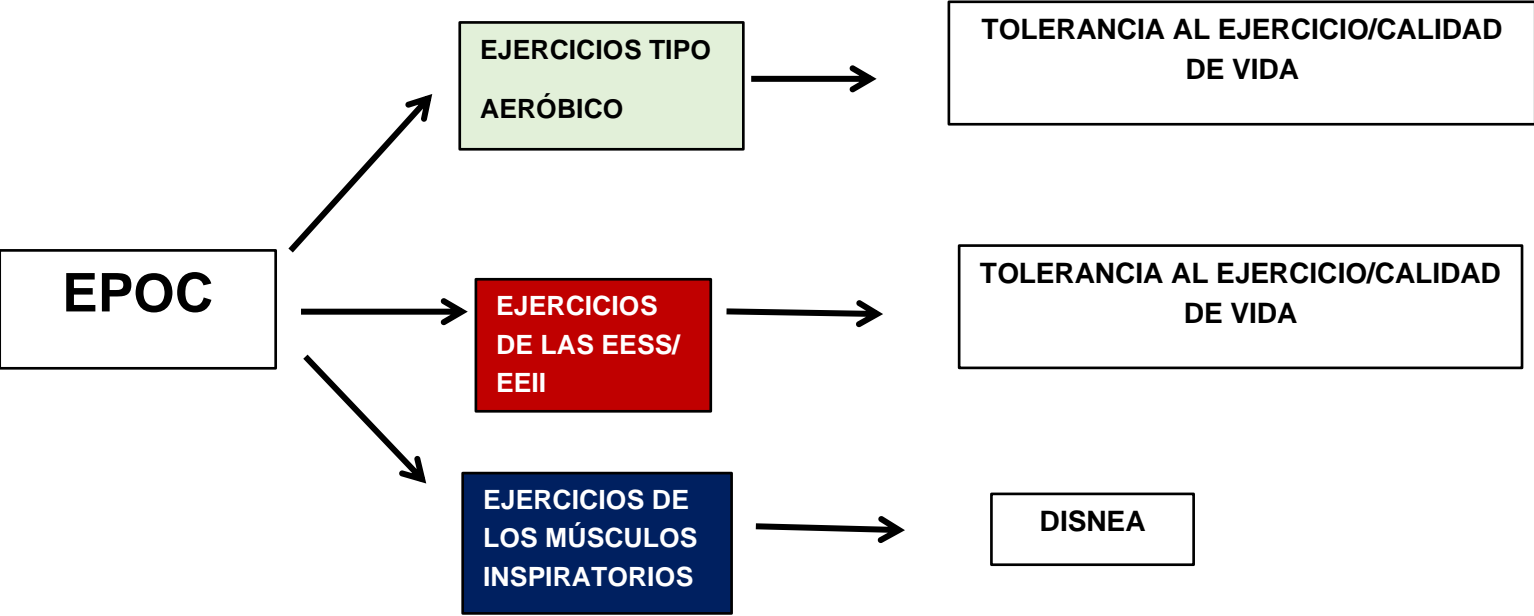 EJERCICIOS TIPO
AERÓBICO
TOLERANCIA AL EJERCICIO/CALIDAD
DE VIDA
EPOC
EJERCICIOS
DE LAS EESS/
EEII
TOLERANCIA AL EJERCICIO/CALIDAD
DE VIDA
EJERCICIOS DE
LOS MÚSCULOS
INSPIRATORIOS
DISNEA